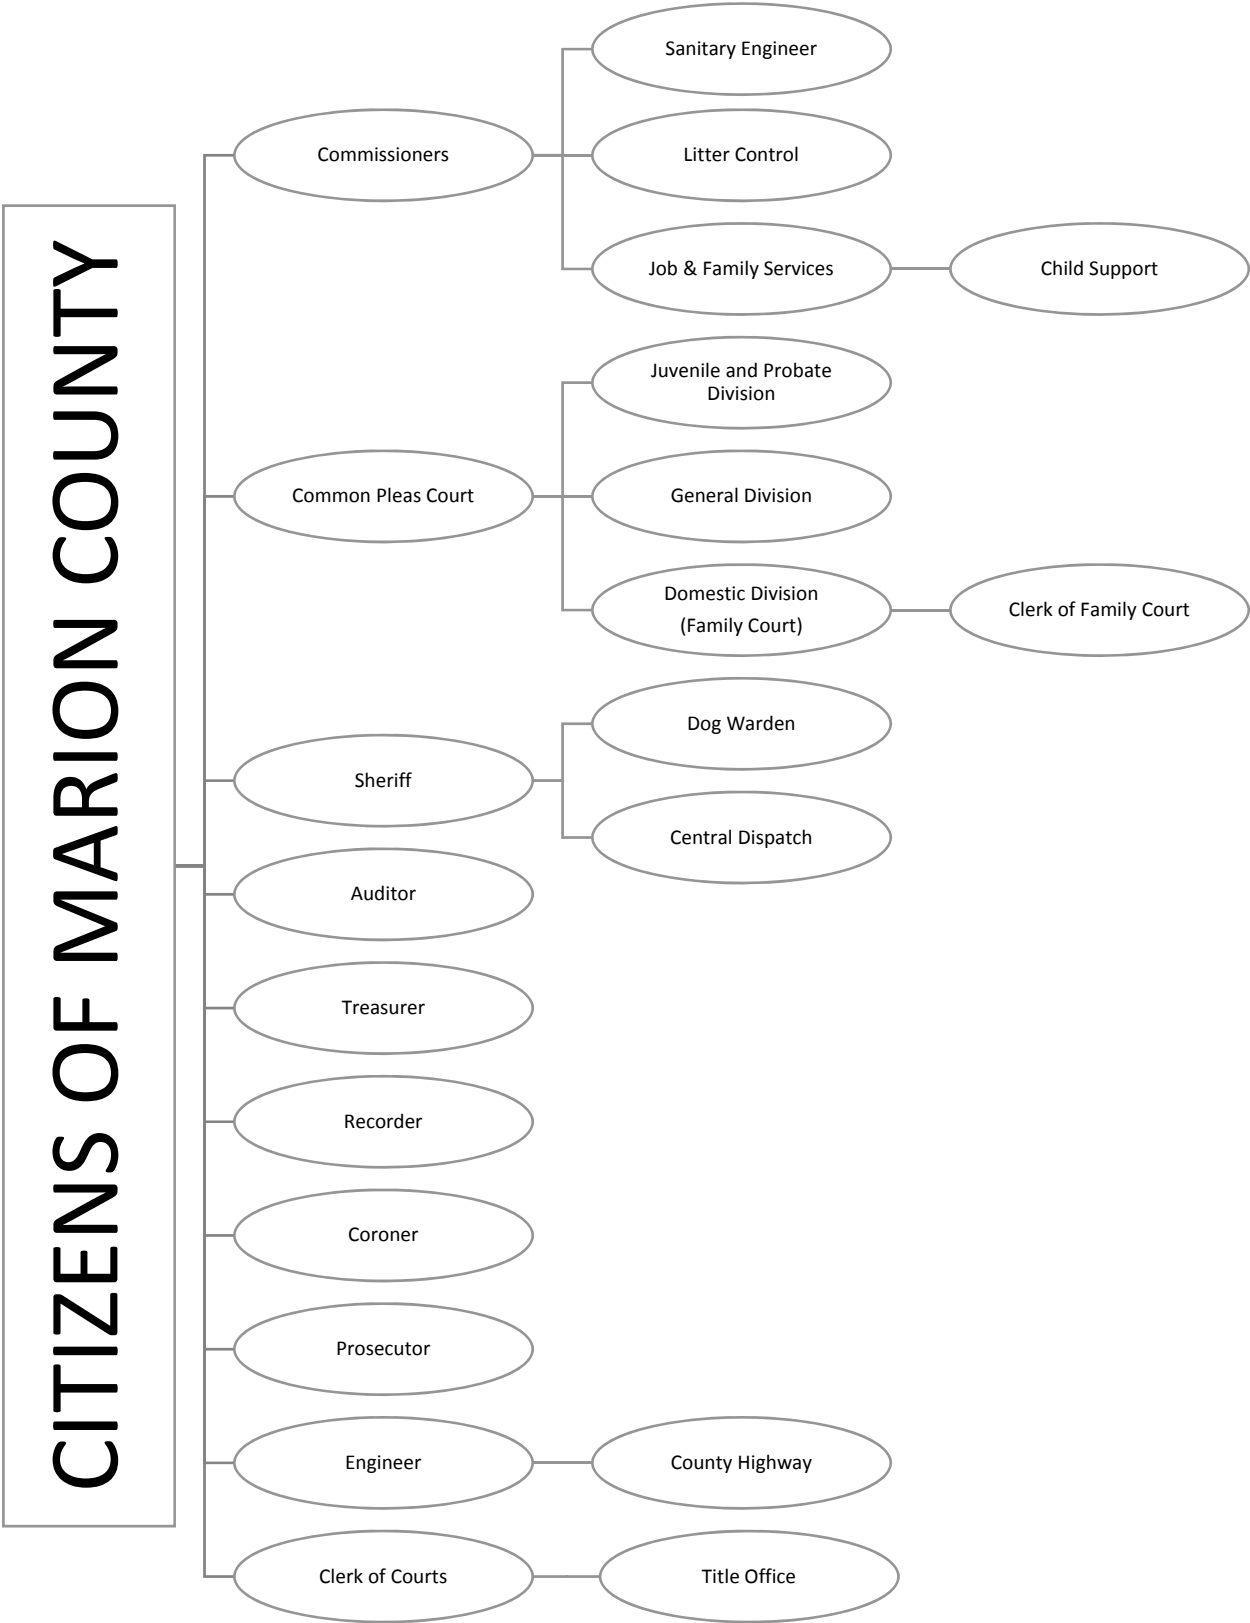 CITIZENS OF MARION COUNTY
Commissioners
Sanitary Engineer
Litter Control
Job & Family Services
Child Support
Common Pleas Court
Juvenile and Probate
Division
General Division
Domestic Division
(Family Court)
Clerk of Family Court
Sheriff
Dog Warden
Central Dispatch
Auditor
Treasurer
Recorder
Coroner
Prosecutor
Engineer
County Highway
Clerk of Courts
Title Office